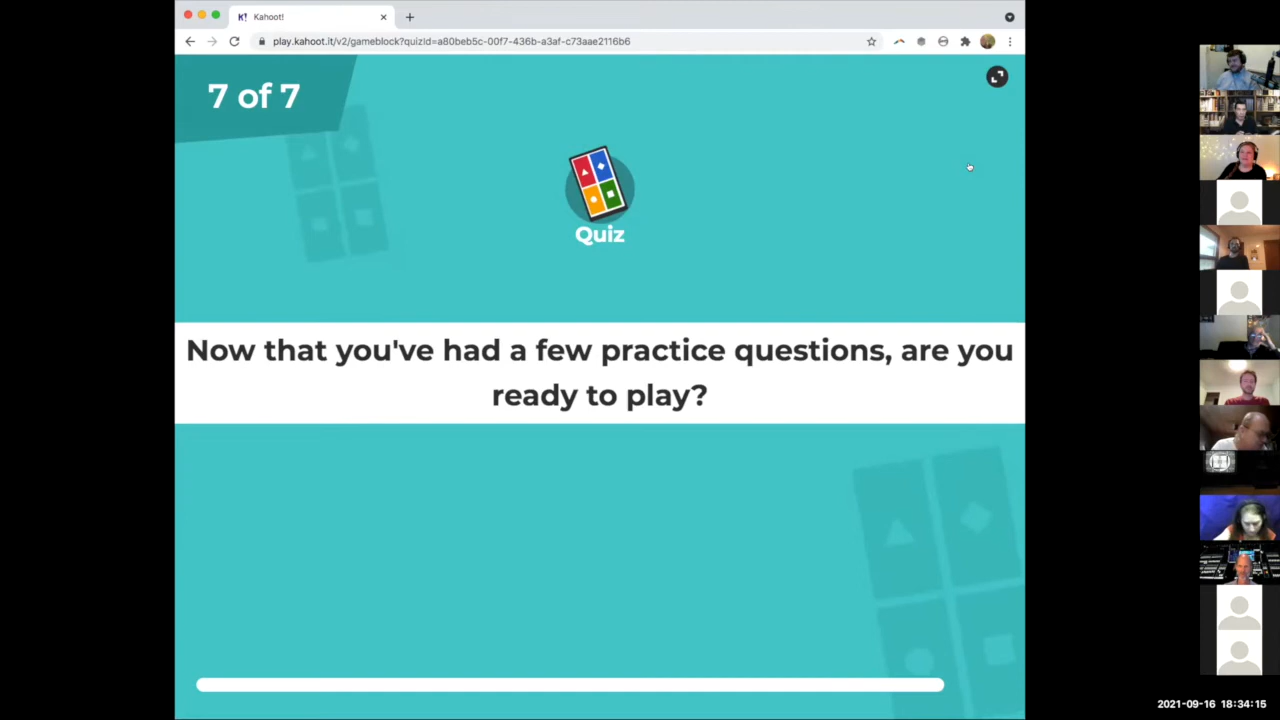 K! Kahoot!
play.kahoot.it/v2/gameblock?quizId=a80beb5c-00f7-436b-a3af-c73aae2116b6
7 of 7
Quiz
Now that you've had a few practice questions, are you
ready to play?
2021-09-16 18:34:15